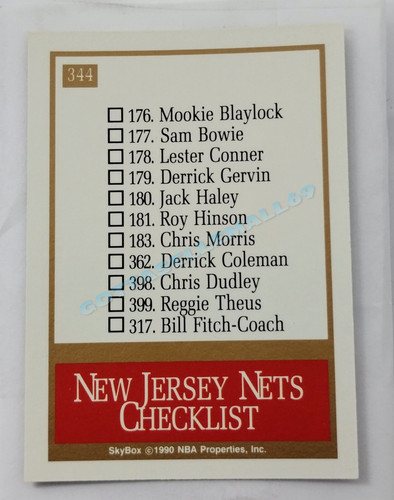 344
176. Mookie Blaylock
177. Sam Bowie
178. Lester Conner
179. Derrick Gervin
180. Jack Haley
181. Roy Hinson
183. Chris Morris
362. Derrick Coleman
398. Chris Dudley
399. Reggie Theus
317. Bill Fitch-Coach
NEW JERSEY NETS
CHECKLIST
SkyBox ©1990 NBA Properties, Inc.